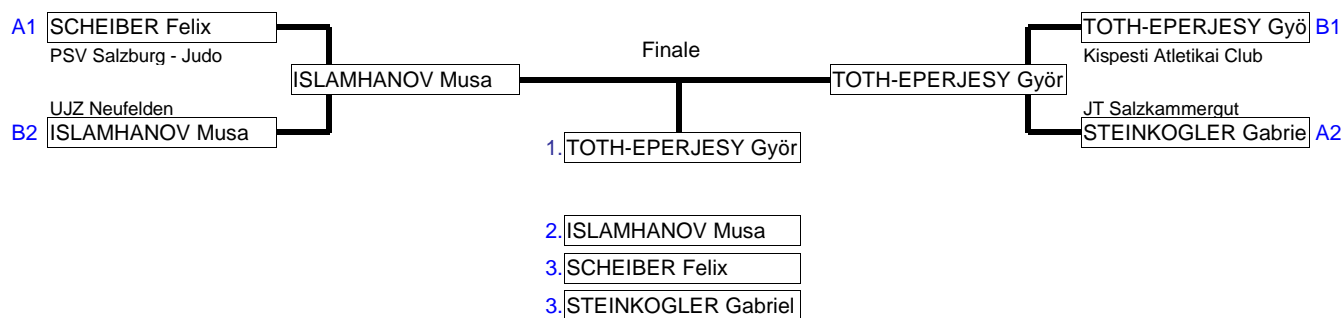 A1 SCHEIBER Felix
PSV Salzburg - Judo
UJZ Neufelden
B2 ISLAMHANOV Musa
ISLAMHANOV Musa
Finale
TOTH-EPERJESY Györ
TOTH-EPERJESY Gyö B1
Kispesti Atletikai Club
JT Salzkammergut
STEINKOGLER Gabrie A2
1. TOTH-EPERJESY Györ
2. ISLAMHANOV Musa
3. SCHEIBER Felix
3. STEINKOGLER Gabriel